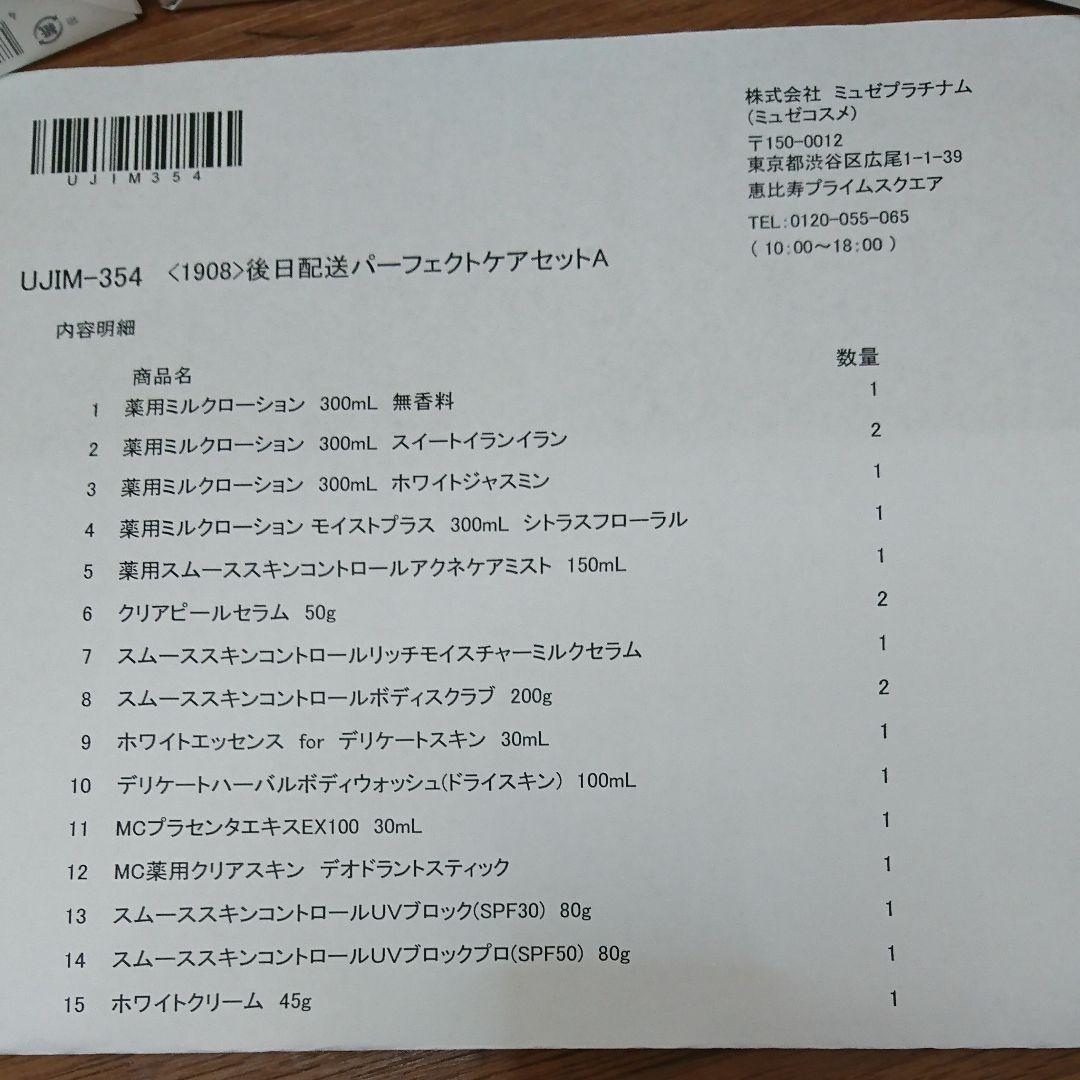 UJIM354
株式会社 ミュゼプラチナム
(ミュゼコスメ)
〒150-0012
東京都渋谷区広尾1-1-39
恵比寿プライムスクエア
TEL:0120-055-065
( 10:00～18:00 )
UJIM-354 <1908>後日配送パーフェクトケアセットA
内容明細
商品名 数量
1 薬用ミルクローション 300mL 無香料 1
2 薬用ミルクローション 300mL スイートイランイラン 2
3 薬用ミルクローション 300mL ホワイトジャスミン 1
4 薬用ミルクローション モイストプラス 300mL シトラスフローラル 1
5 薬用スムーススキンコントロールアクネケアミスト 150mL 1
6 クリアピールセラム 50g 2
7 スムーススキンコントロールリッチモイスチャーミルクセラム 1
8 スムーススキンコントロールボディスクラブ 200g 2
9 ホワイトエッセンス for デリケートスキン 30mL 1
10 デリケートハーバルボディウォッシュ(ドライスキン) 100mL 1
11 MCプラセンタエキスEX100 30mL 1
12 MC薬用クリアスキン デオドラントスティック 1
13 スムーススキンコントロールUVブロック(SPF30) 80g 1
14 スムーススキンコントロールUVブロックプロ(SPF50) 80g 1
15 ホワイトクリーム 45g 1